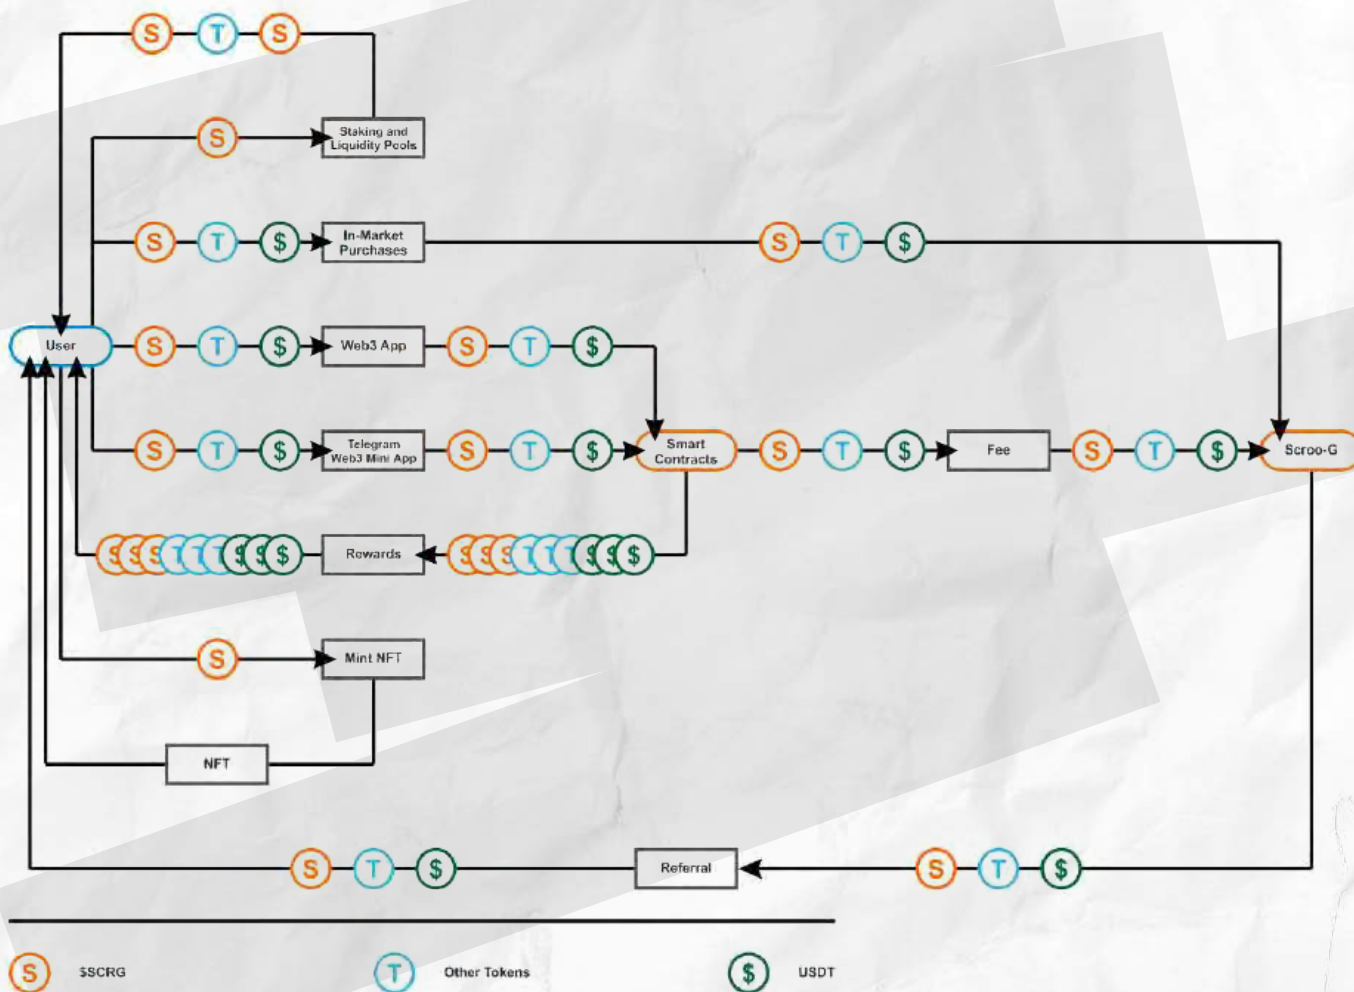 S T S
S
Staking and
Liquidity Pools
S T $
In-Market
Purchases
S T $
User
S T $
Web3 App
S T $
S T $
Telegram
Web3 Mini App
S T $
Smart
Contracts
S T $
Fee
S T $
Scroo-G
S S S T T T $ $ $
Rewards
S S S T T T $ $ $
S
Mint NFT
NFT
S T $
Referral
S T $
S $SCRG
T Other Tokens
$ USDT